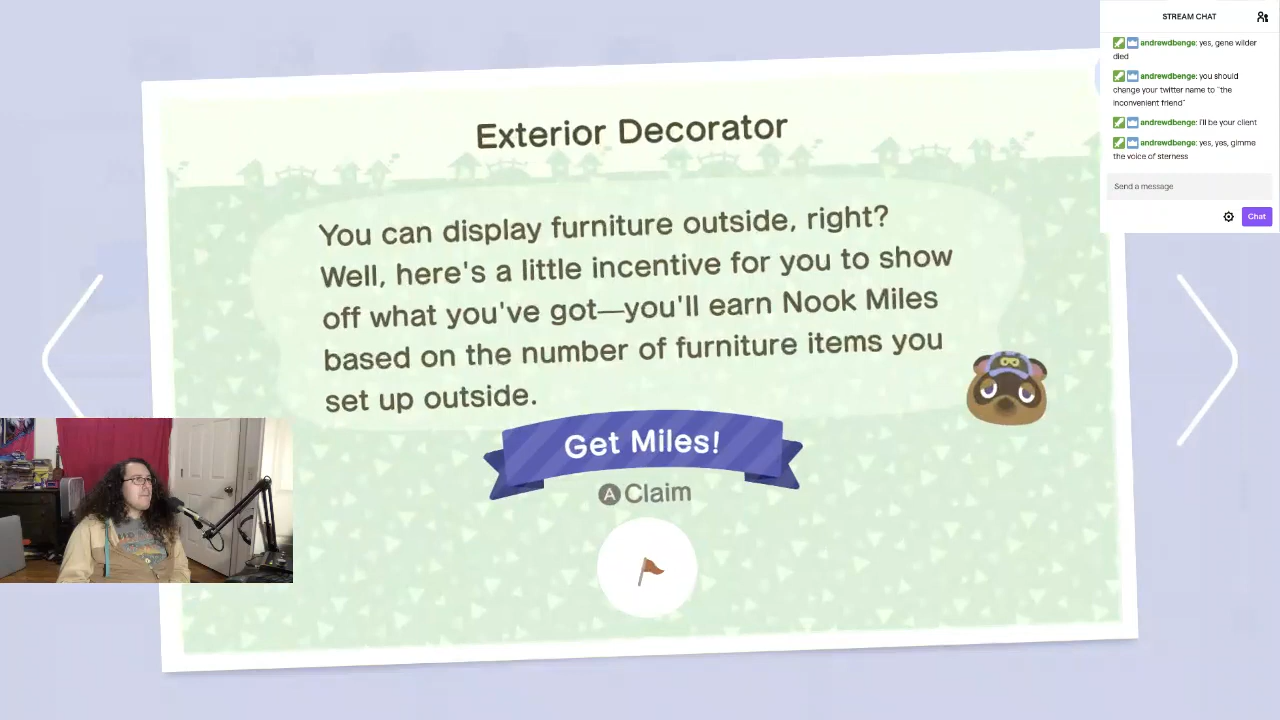 STREAM CHAT
andrewdbenge: yes, gene wilder
died
andrewdbenge: you should
change your twitter name to "the
inconvenient friend"
andrewdbenge: i'll be your client
andrewdbenge: yes, yes, gimme
the voice of sterness
Send a message
Chat
Exterior Decorator
You can display furniture outside, right?
Well, here's a little incentive for you to show
off what you've got—you'll earn Nook Miles
based on the number of furniture items you
set up outside.
Get Miles!
A Claim